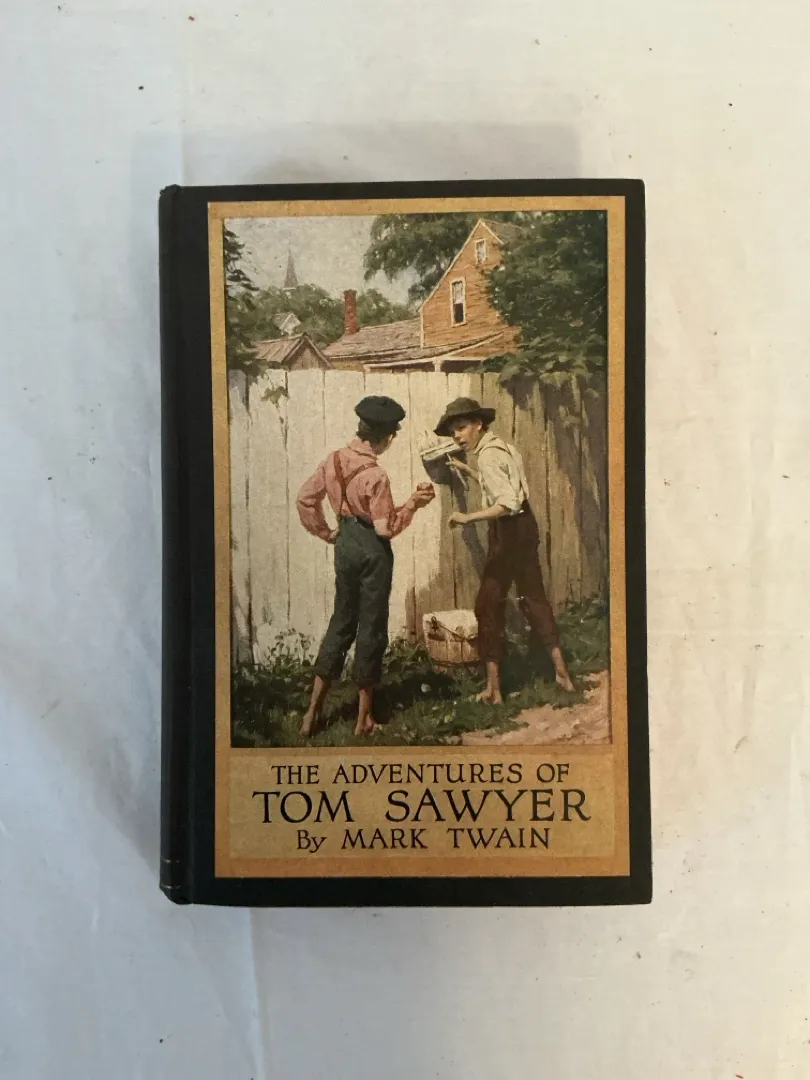 THE ADVENTURES OF
TOM SAWYER
By MARK TWAIN